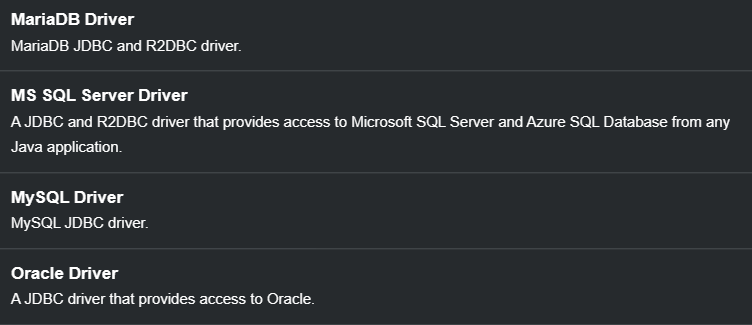 MariaDB Driver
MariaDB JDBC and R2DBC driver.
MS SQL Server Driver
A JDBC and R2DBC driver that provides access to Microsoft SQL Server and Azure SQL Database from any
Java application.
MySQL Driver
MySQL JDBC driver.
Oracle Driver
A JDBC driver that provides access to Oracle.